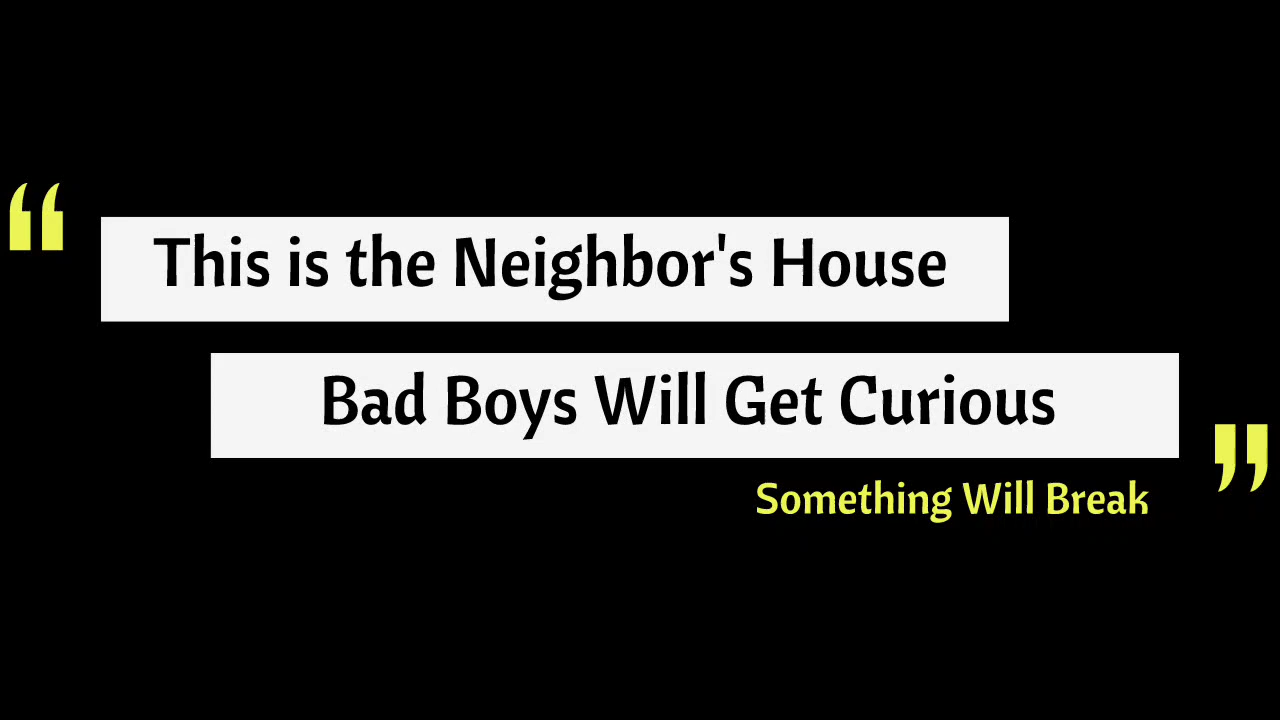 “
This is the Neighbor's House
Bad Boys Will Get Curious
”
Something Will Break